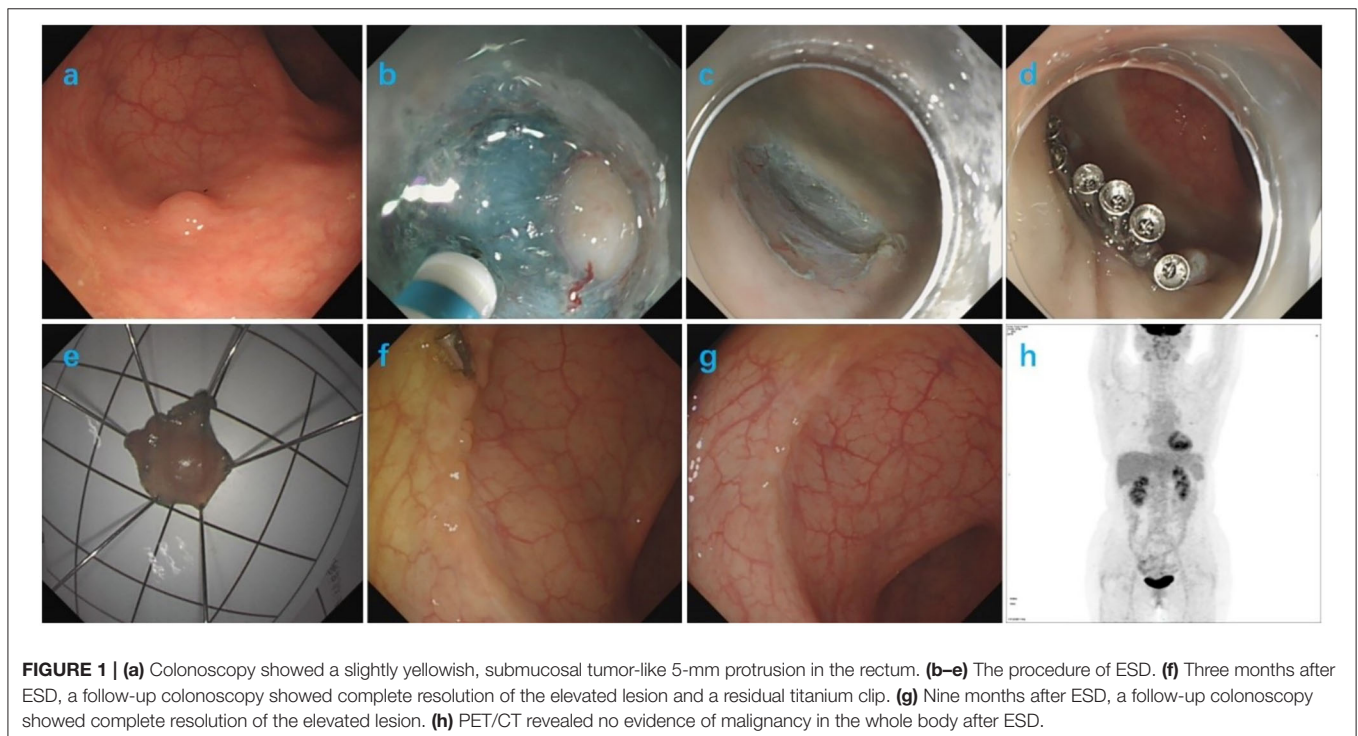 a
b
c
d
e
f
g
h
FIGURE 1 | (a) Colonoscopy showed a slightly yellowish, submucosal tumor-like 5-mm protrusion in the rectum. (b–e) The procedure of ESD. (f) Three months after
ESD, a follow-up colonoscopy showed complete resolution of the elevated lesion and a residual titanium clip. (g) Nine months after ESD, a follow-up colonoscopy
showed complete resolution of the elevated lesion. (h) PET/CT revealed no evidence of malignancy in the whole body after ESD.